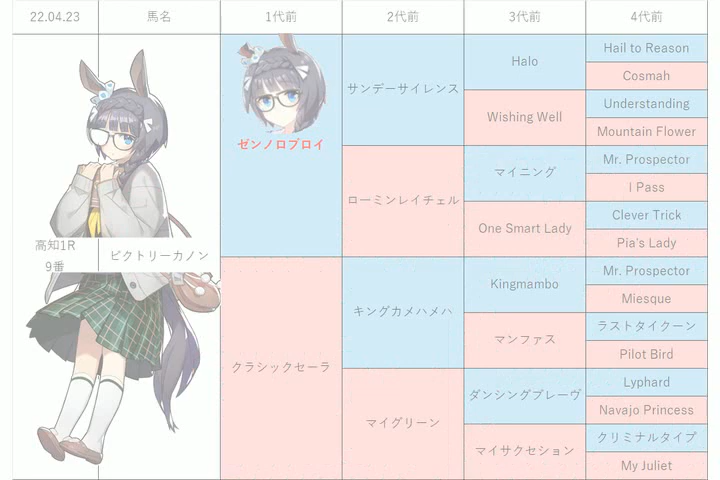 22.04.23 馬名 1代前 2代前 3代前 4代前
高知1R
9番
ビクトリーカノン
ゼンノロブロイ
クラシックセーラ
サンデーサイレンス
ローミンレイチェル
キングカメハメハ
マイグリーン
Halo
Wishing Well
マイニング
One Smart Lady
Kingmambo
マンファス
ダンシングブレーヴ
マイサクセション
Hail to Reason
Cosmah
Understanding
Mountain Flower
Mr. Prospector
I Pass
Clever Trick
Pia's Lady
Mr. Prospector
Miesque
ラストタイクーン
Pilot Bird
Lyphard
Navajo Princess
クリミナルタイプ
My Juliet